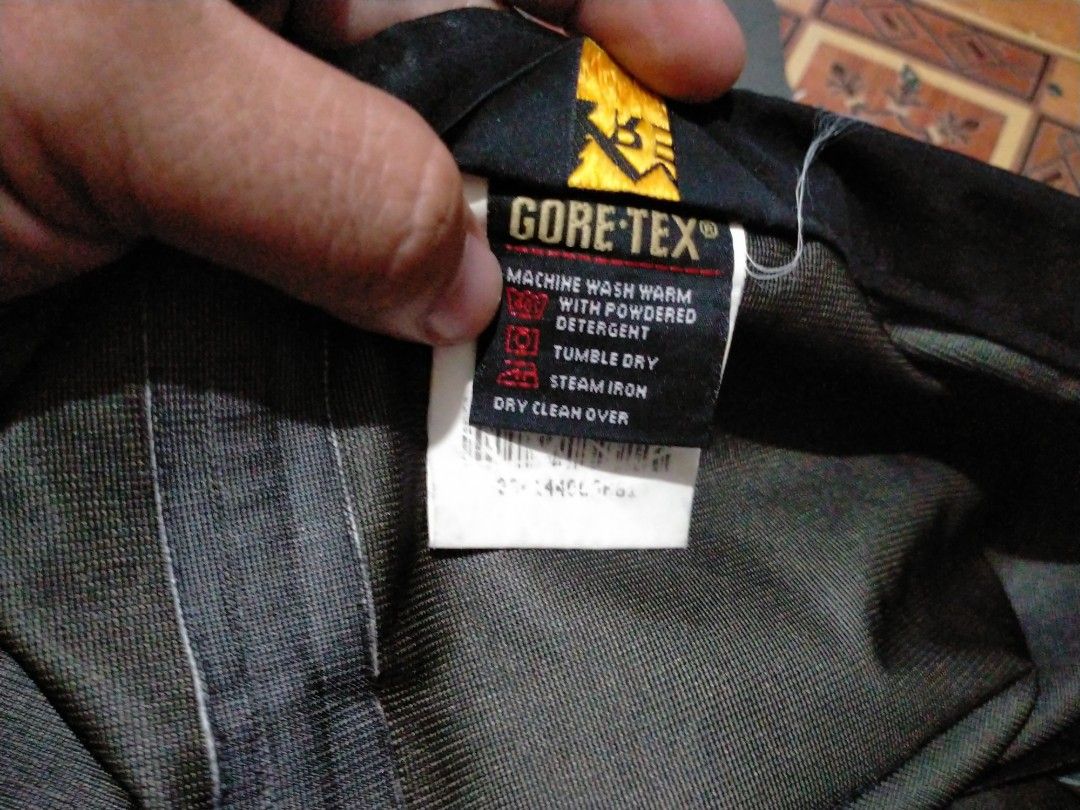 GORE-TEX®
MACHINE WASH WARM
WITH POWDERED
DETERGENT
TUMBLE DRY
STEAM IRON
DRY CLEAN OVER